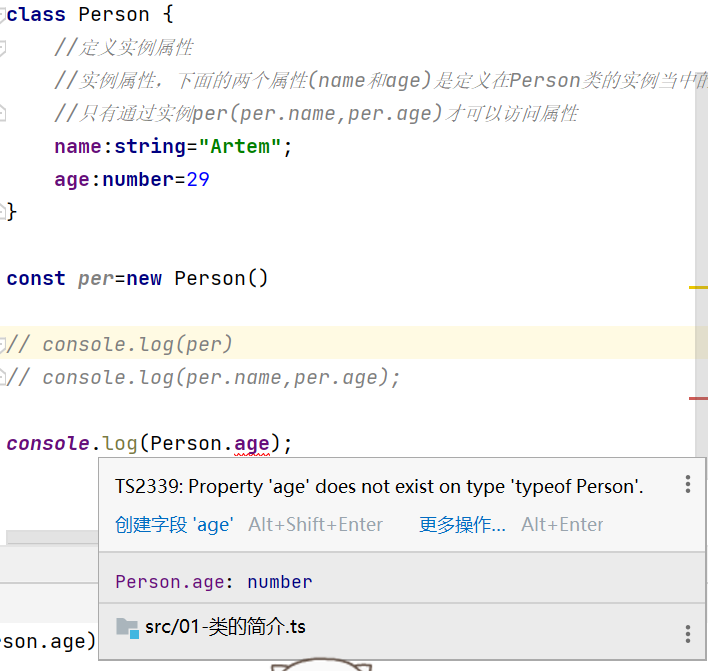 class Person {
//定义实例属性
//实例属性，下面的两个属性(name和age)是定义在Person类的实例当中的
//只有通过实例per(per.name,per.age)才可以访问属性
name:string="Artem";
age:number=29
}
const per=new Person()
// console.log(per)
// console.log(per.name,per.age);
console.log(Person.age);
TS2339: Property 'age' does not exist on type 'typeof Person'.
创建字段 'age' Alt+Shift+Enter 更多操作... Alt+Enter
Person.age: number
src/01-类的简介.ts
rson.age)